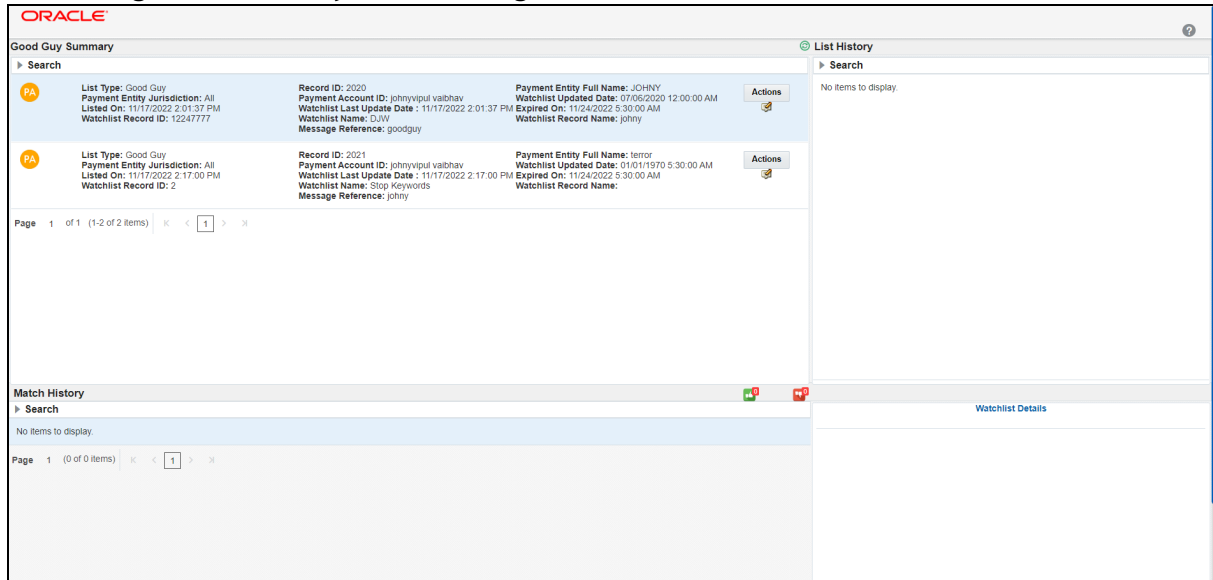 ORACLE
Good Guy Summary
List History
Search
Search
PA
List Type: Good Guy
Payment Entity Jurisdiction: All
Listed On: 11/17/2022 2:01:37 PM
Watchlist Record ID: 12247777
Record ID: 2020
Payment Account ID: johnyvipul vaibhav
Watchlist Last Update Date : 11/17/2022 2:01:37 PM
Watchlist Name: DJW
Message Reference: goodguy
Payment Entity Full Name: JOHNY
Watchlist Updated Date: 07/06/2020 12:00:00 AM
Expired On: 11/24/2022 5:30:00 AM
Watchlist Record Name: johny
Actions
No items to display.
PA
List Type: Good Guy
Payment Entity Jurisdiction: All
Listed On: 11/17/2022 2:17:00 PM
Watchlist Record ID: 2
Record ID: 2021
Payment Account ID: johnyvipul vaibhav
Watchlist Last Update Date : 11/17/2022 2:17:00 PM
Watchlist Name: Stop Keywords
Message Reference: johny
Payment Entity Full Name: terror
Watchlist Updated Date: 01/01/1970 5:30:00 AM
Expired On: 11/24/2022 5:30:00 AM
Watchlist Record Name:
Actions
Page 1 of 1 (1-2 of 2 items) K < 1 > >|
Match History
0
0
Search
Watchlist Details
No items to display.
Page 1 (0 of 0 items) K < 1 > >|